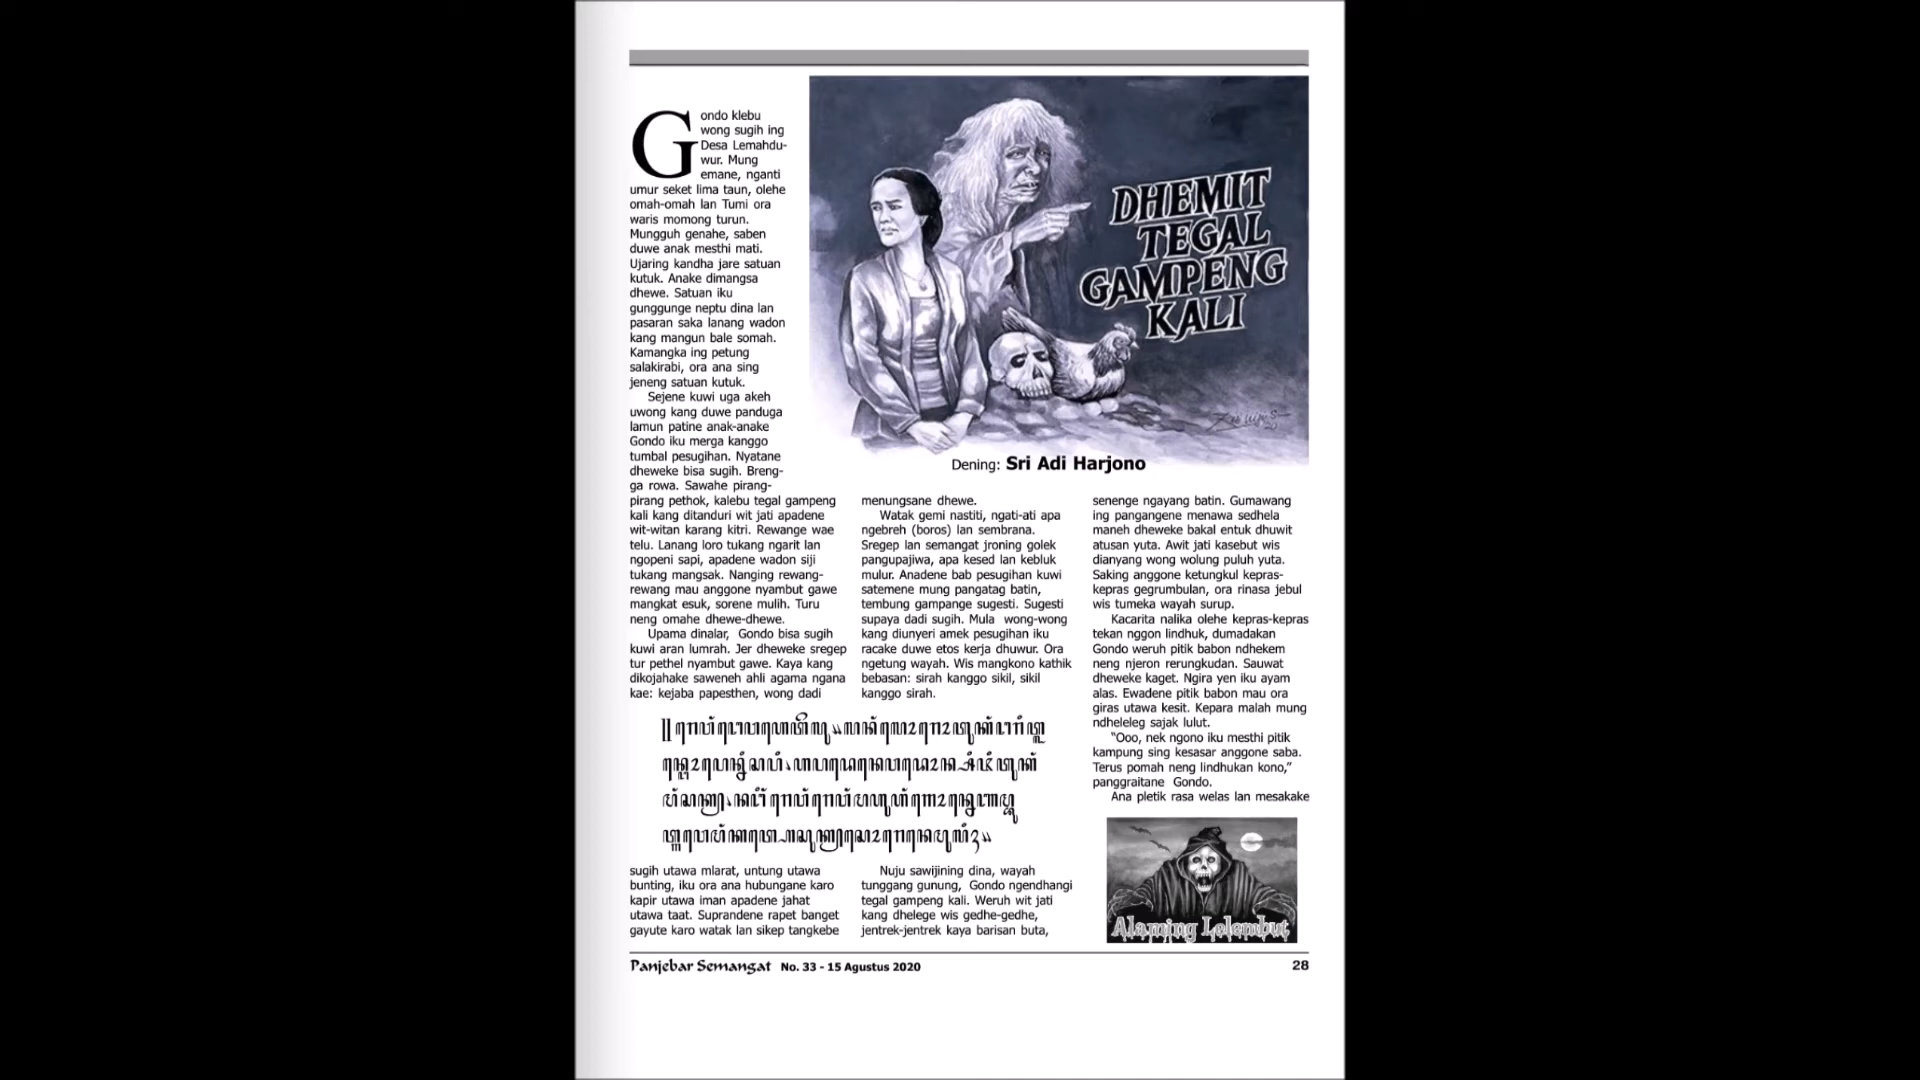 DHEMIT
TEGAL
GAMPENG
KALI
Dening: Sri Adi Harjono
Gondo klebu
wong sugih ing
Desa Lemahdu-
wur. Mung
emane, nganti
umur seket lima taun, olehe
omah-omah lan Tumi ora
waris momong turun.
Mungguh genahe, saben
duwe anak mesthi mati.
Ujaring kandha jare satuan
kutuk. Anake dimangsa
dhewe. Satuan iku
gunggunge neptu dina lan
pasaran saka lanang wadon
kang mangun bale somah.
Kamangka ing petung
salakirabi, ora ana sing
jeneng satuan kutuk.
Sejene kuwi uga akeh
uwong kang duwe panduga
lamun patine anak-anake
Gondo iku merga kanggo
tumbal pesugihan. Nyatane
dheweke bisa sugih. Breng-
ga rowa. Sawahe pirang-
pirang pethok, kalebu tegal gampeng
kali kang ditanduri wit jati apadene
wit-witan karang kitri. Rewange wae
telu. Lanang loro tukang ngarit lan
ngopeni sapi, apadene wadon siji
tukang mangsak. Nanging rewang-
rewang mau anggone nyambut gawe
mangkat esuk, sorene mulih. Turu
neng omahe dhewe-dhewe.
Upama dinalar, Gondo bisa sugih
kuwi aran lumrah. Jer dheweke sregep
tur pethel nyambut gawe. Kaya kang
dikojahake saweneh ahli agama ngana
kae: kejaba papesthen, wong dadi
sugih utawa mlarat, untung utawa
bunting, iku ora ana hubungane karo
kapir utawa iman apadene jahat
utawa taat. Suprandene rapet banget
gayute karo watak lan sikep tangkebe
menungsane dhewe.
Watak gemi nastiti, ngati-ati apa
ngebreh (boros) lan sembrana.
Sregep lan semangat jroning golek
pangupajiwa, apa kesed lan kebluk
mulur. Anadene bab pesugihan kuwi
satemene mung pangatag batin,
tembung gampange sugesti. Sugesti
supaya dadi sugih. Mula wong-wong
kang diunyeri amek pesugihan iku
racake duwe etos kerja dhuwur. Ora
ngetung wayah. Wis mangkono kathik
bebasan: sirah kanggo sikil, sikil
kanggo sirah.
Nuju sawijining dina, wayah
tunggang gunung, Gondo ngendhangi
tegal gampeng kali. Weruh wit jati
kang dhelege wis gedhe-gedhe,
jentrek-jentrek kaya barisan buta,
senenge ngayang batin. Gumawang
ing pangangene menawa sedhela
maneh dheweke bakal entuk dhuwit
atusan yuta. Awit jati kasebut wis
dianyang wong wolung puluh yuta.
Saking anggone ketungkul kepras-
kepras gegrumbulan, ora rinasa jebul
wis tumeka wayah surup.
Kacarita nalika olehe kepras-kepras
tekan nggon lindhuk, dumadakan
Gondo weruh pitik babon ndhekem
neng njeron rerungkudan. Sauwat
dheweke kaget. Ngira yen iku ayam
alas. Ewadene pitik babon mau ora
giras utawa kesit. Kepara malah mung
ndheleleg sajak lulut.
“Ooo, nek ngono iku mesthi pitik
kampung sing kesasar anggone saba.
Terus pomah neng lindhukan kono,”
panggraitane Gondo.
Ana pletik rasa welas lan mesakake
Alaming Lelembut
Panjebar Semangat No. 33 - 15 Agustus 2020
28